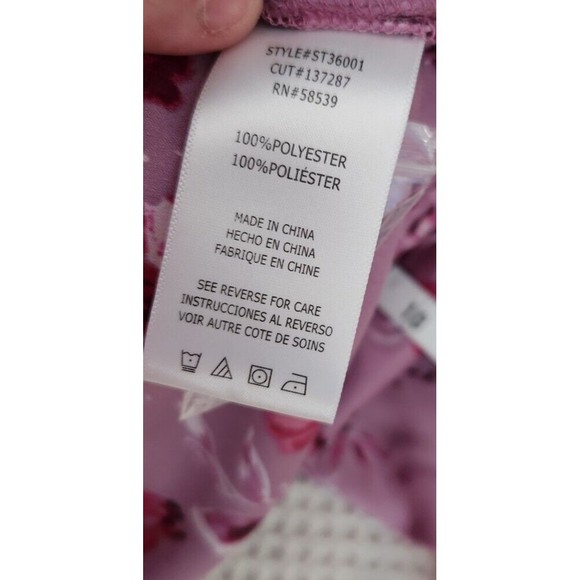 STYLE#ST36001
CUT#137287
RN#58539
100%POLYESTER
100%POLIÉSTER
MADE IN CHINA
HECHO EN CHINA
FABRIQUE EN CHINE
SEE REVERSE FOR CARE
INSTRUCCIONES AL REVERSO
VOIR AUTRE COTE DE SOINS